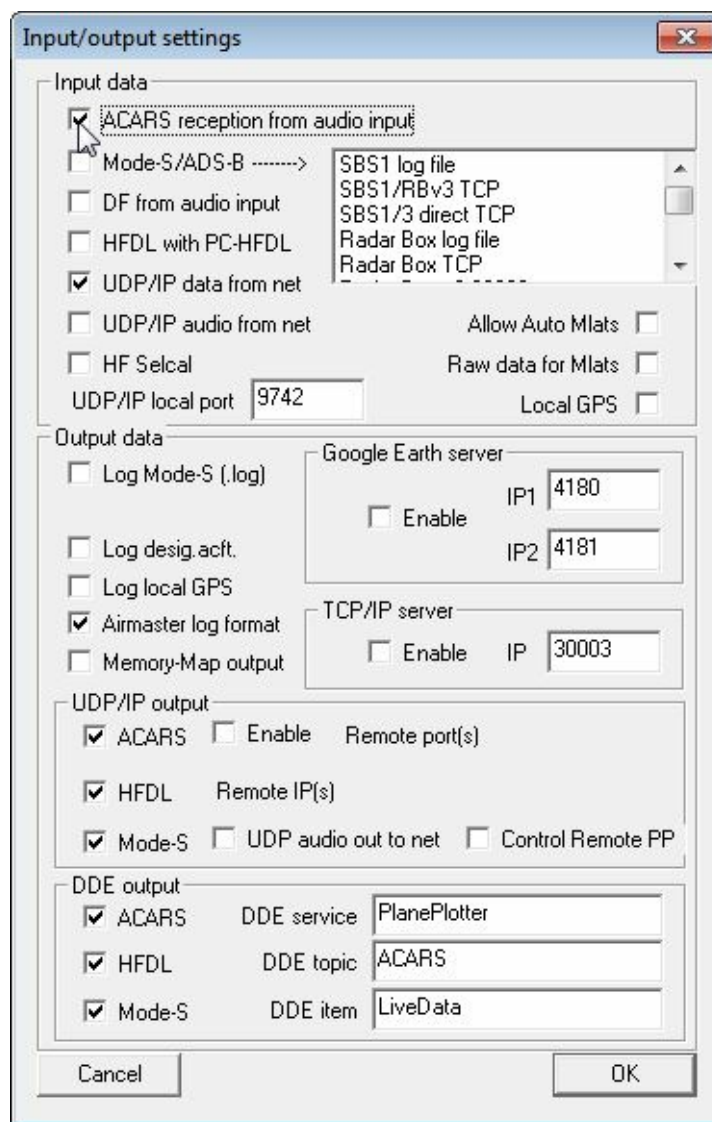 Input/output settings
Input data
ACARS reception from audio input
Mode-S/ADS-B ------->
SBS1 log file
SBS1/RBv3 TCP
SBS1/3 direct TCP
Radar Box log file
Radar Box TCP
DF from audio input
HFDL with PC-HFDL
UDP/IP data from net
UDP/IP audio from net
Allow Auto Mlats
HF Selcal
Raw data for Mlats
UDP/IP local port 9742
Local GPS
Output data
Log Mode-S (.log)
Google Earth server
Enable
IP1 4180
IP2 4181
Log desig.acft.
Log local GPS
Airmaster log format
Memory-Map output
TCP/IP server
Enable IP 30003
UDP/IP output
ACARS Enable Remote port(s)
HFDL Remote IP(s)
Mode-S UDP audio out to net Control Remote PP
DDE output
ACARS DDE service PlanePlotter
HFDL DDE topic ACARS
Mode-S DDE item LiveData
Cancel OK